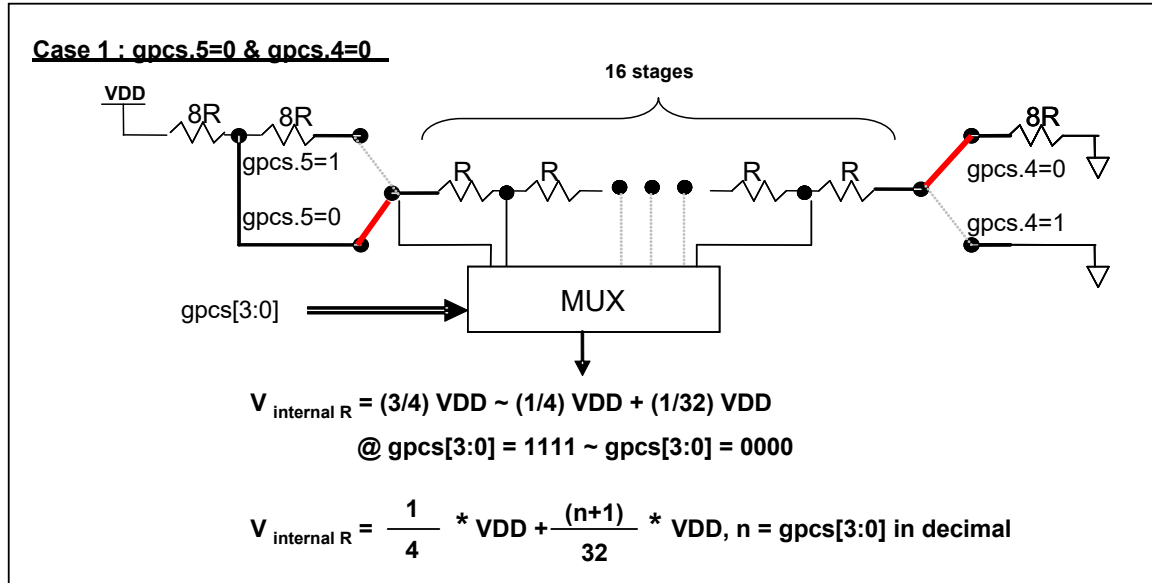 Case 1 : gpcs.5=0 & gpcs.4=0
16 stages
VDD
8R 8R 8R
gpcs.5=1 R R R R gpcs.4=0
gpcs.5=0 gpcs.4=1
MUX
gpcs[3:0]
V internal R = (3/4) VDD ~ (1/4) VDD + (1/32) VDD
@ gpcs[3:0] = 1111 ~ gpcs[3:0] = 0000
V internal R = 1/4 * VDD + (n+1)/32 * VDD, n = gpcs[3:0] in decimal